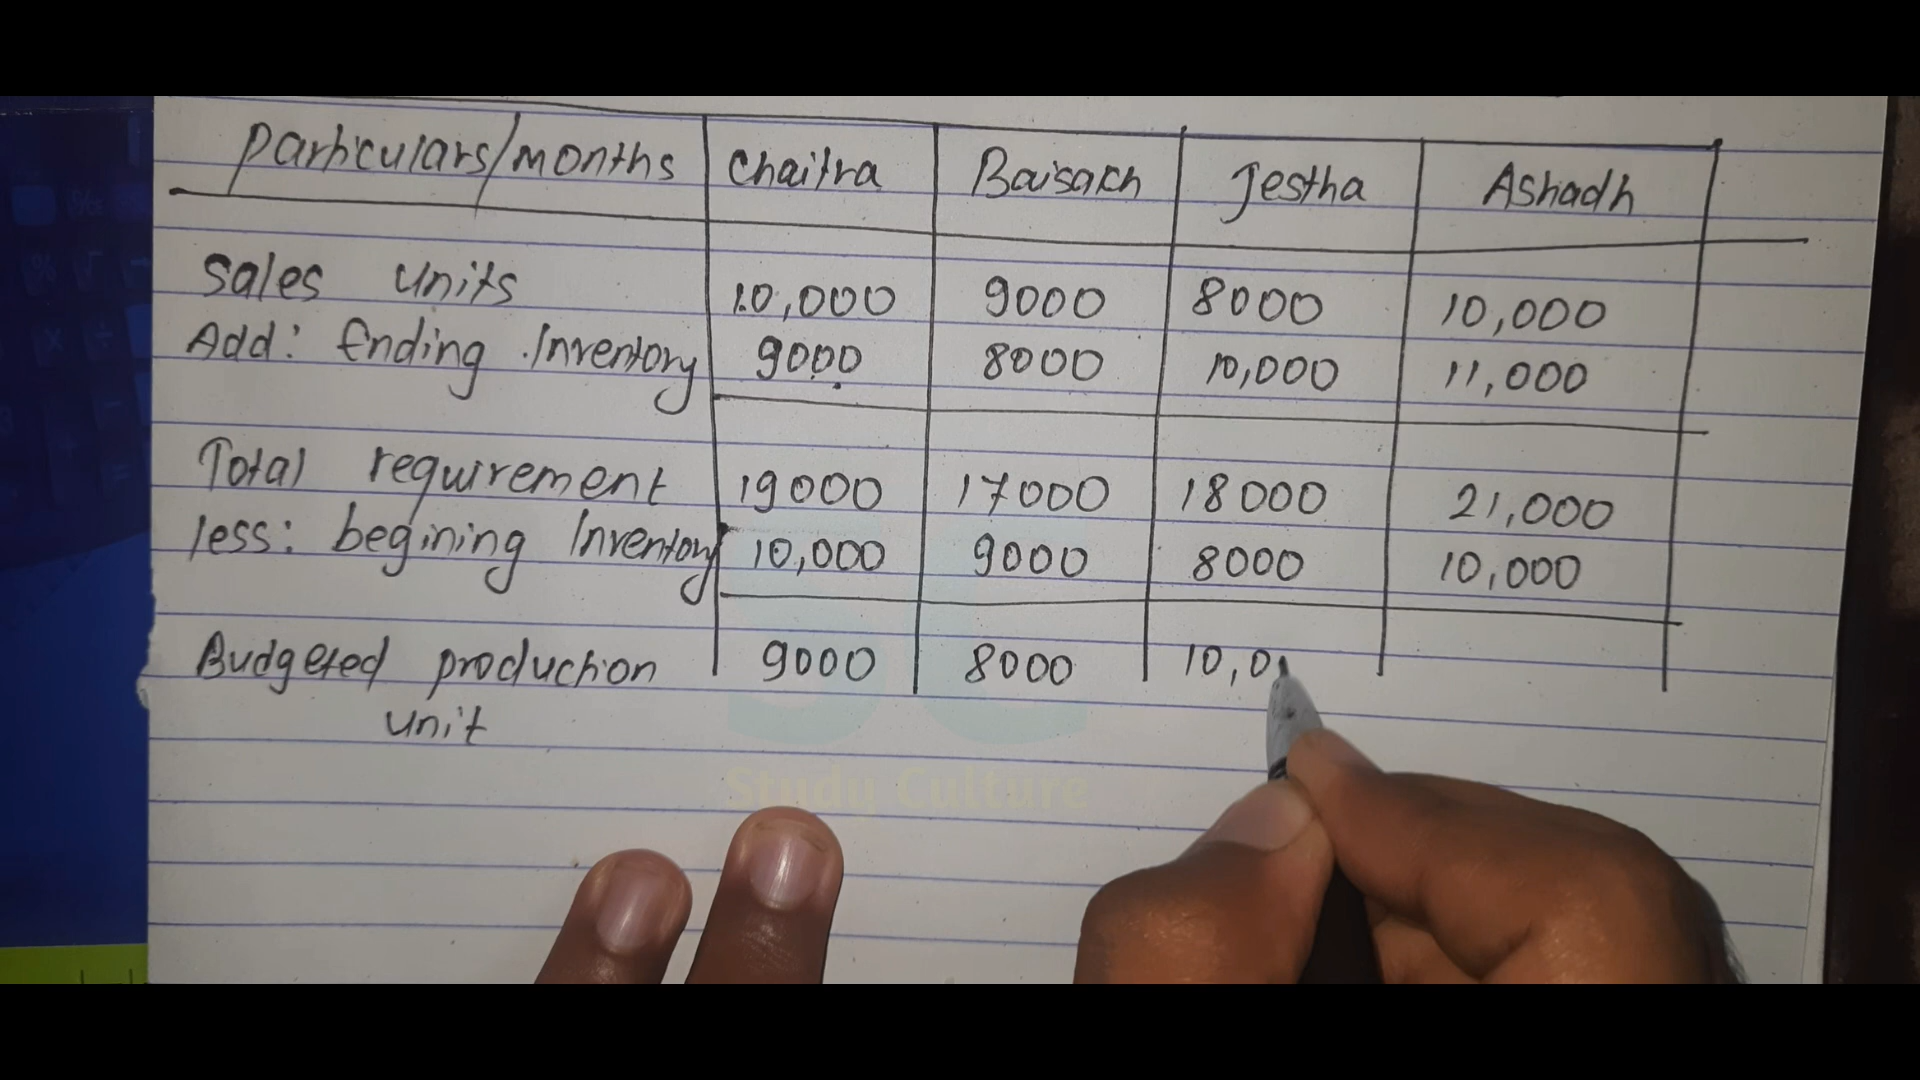 particulars/months Chaitra Baisakh Jestha Ashadh
Sales units 10,000 9000 8000 10,000
Add: Ending Inventory 9000 8000 10,000 11,000
Total requirement 19000 17000 18000 21,000
less: begining Inventory 10,000 9000 8000 10,000
Budgeted production 9000 8000 10,0
unit
Study Culture